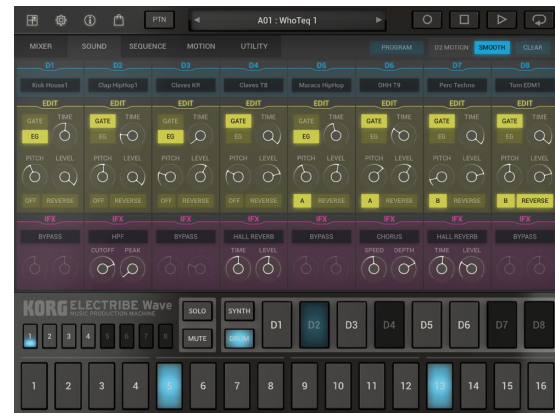 PTN A01 : WhoTeq 1
MIXER SOUND SEQUENCE MOTION UTILITY PROGRAM D2 MOTION SMOOTH CLEAR
D1 D2 D3 D4 D5 D6 D7 D8
Kick House1 Clap HipHop1 Claves KR Claves T8 Maracs HipHop OHH T9 Perc Techno Tom EDM1
EDIT EDIT EDIT EDIT EDIT EDIT EDIT EDIT
GATE TIME GATE TIME GATE TIME GATE TIME GATE TIME GATE TIME GATE TIME GATE TIME
EG EG EG EG EG EG EG EG
PITCH LEVEL PITCH LEVEL PITCH LEVEL PITCH LEVEL PITCH LEVEL PITCH LEVEL PITCH LEVEL PITCH LEVEL
OFF REVERSE OFF REVERSE OFF REVERSE OFF REVERSE A REVERSE A REVERSE B REVERSE B REVERSE
IFX IFX IFX IFX IFX IFX IFX IFX
BYPASS HPF BYPASS HALL REVERB BYPASS CHORUS HALL REVERB BYPASS
CUTOFF PEAK TIME LEVEL SPEED DEPTH TIME LEVEL
KORG ELECTRIBE Wave
MUSIC PRODUCTION MACHINE
SOLO SYNTH
1 2 3 4 5 6 7 8
MUTE DRUM
D1 D2 D3 D4 D5 D6 D7 D8
1 2 3 4 5 6 7 8 9 10 11 12 13 14 15 16